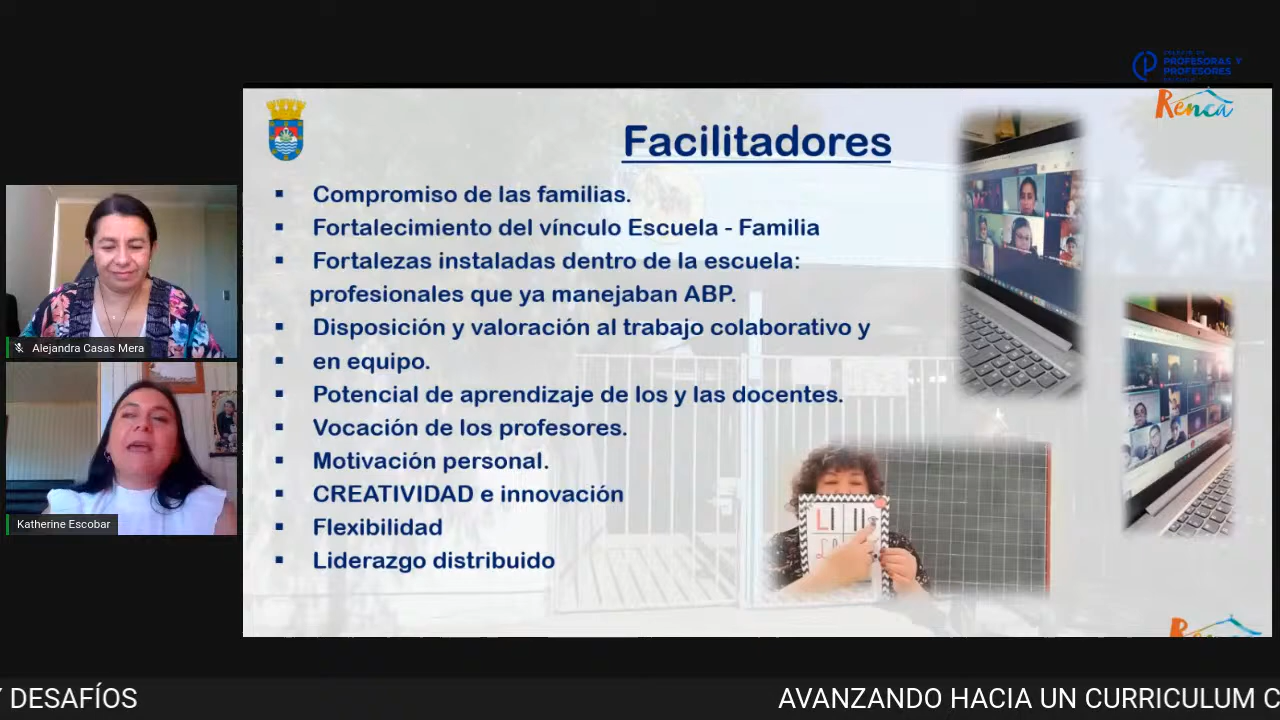 PROFESORAS Y
PROFESORES
Renca
Facilitadores
▪ Compromiso de las familias.
▪ Fortalecimiento del vínculo Escuela - Familia
▪ Fortalezas instaladas dentro de la escuela:
profesionales que ya manejaban ABP.
▪ Disposición y valoración al trabajo colaborativo y
▪ en equipo.
▪ Potencial de aprendizaje de los y las docentes.
▪ Vocación de los profesores.
▪ Motivación personal.
▪ CREATIVIDAD e innovación
▪ Flexibilidad
▪ Liderazgo distribuido
Alejandra Casas Mera
Katherine Escobar
Renca
Y DESAFÍOS
AVANZANDO HACIA UN CURRICULUM C